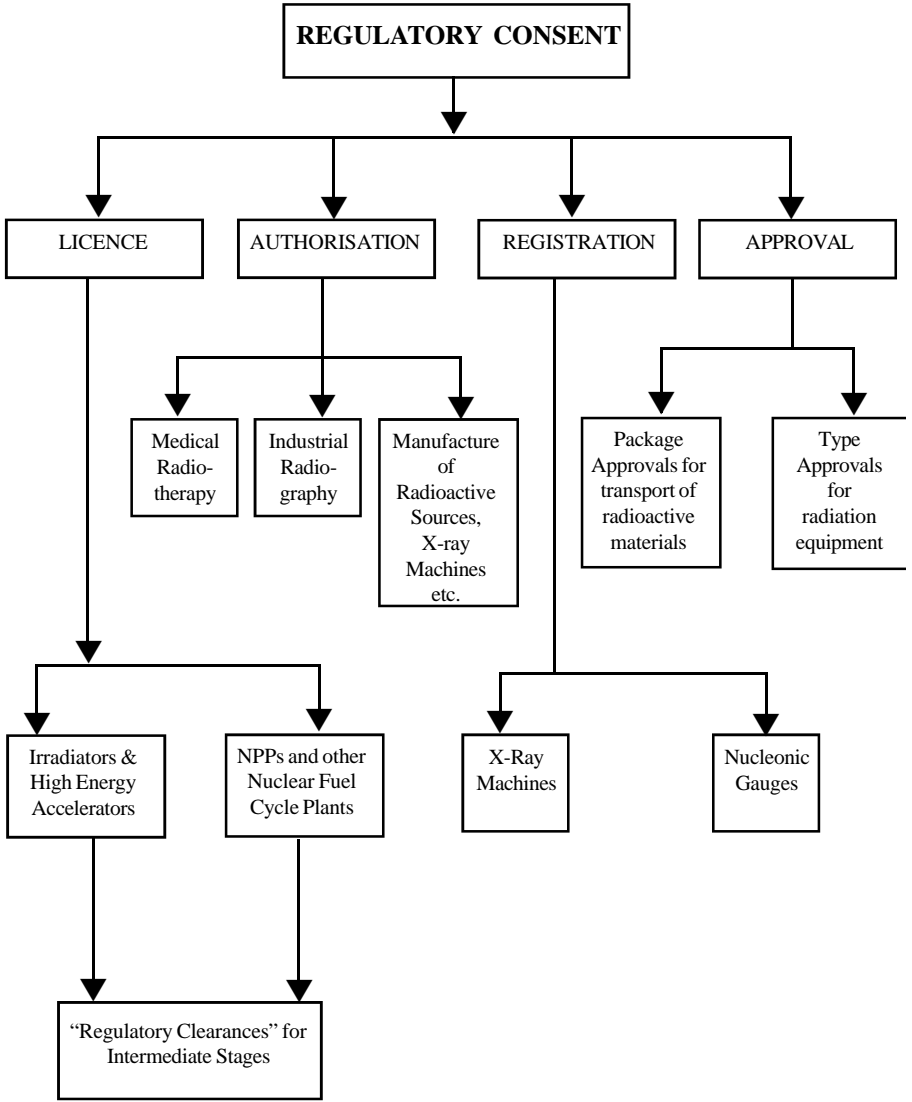 REGULATORY CONSENT
LICENCE
AUTHORISATION
REGISTRATION
APPROVAL
Medical
Radio-
therapy
Industrial
Radio-
graphy
Manufacture
of
Radioactive
Sources,
X-ray
Machines
etc.
Package
Approvals for
transport of
radioactive
materials
Type
Approvals
for
radiation
equipment
Irradiators &
High Energy
Accelerators
NPPs and other
Nuclear Fuel
Cycle Plants
X-Ray
Machines
Nucleonic
Gauges
“Regulatory Clearances” for
Intermediate Stages